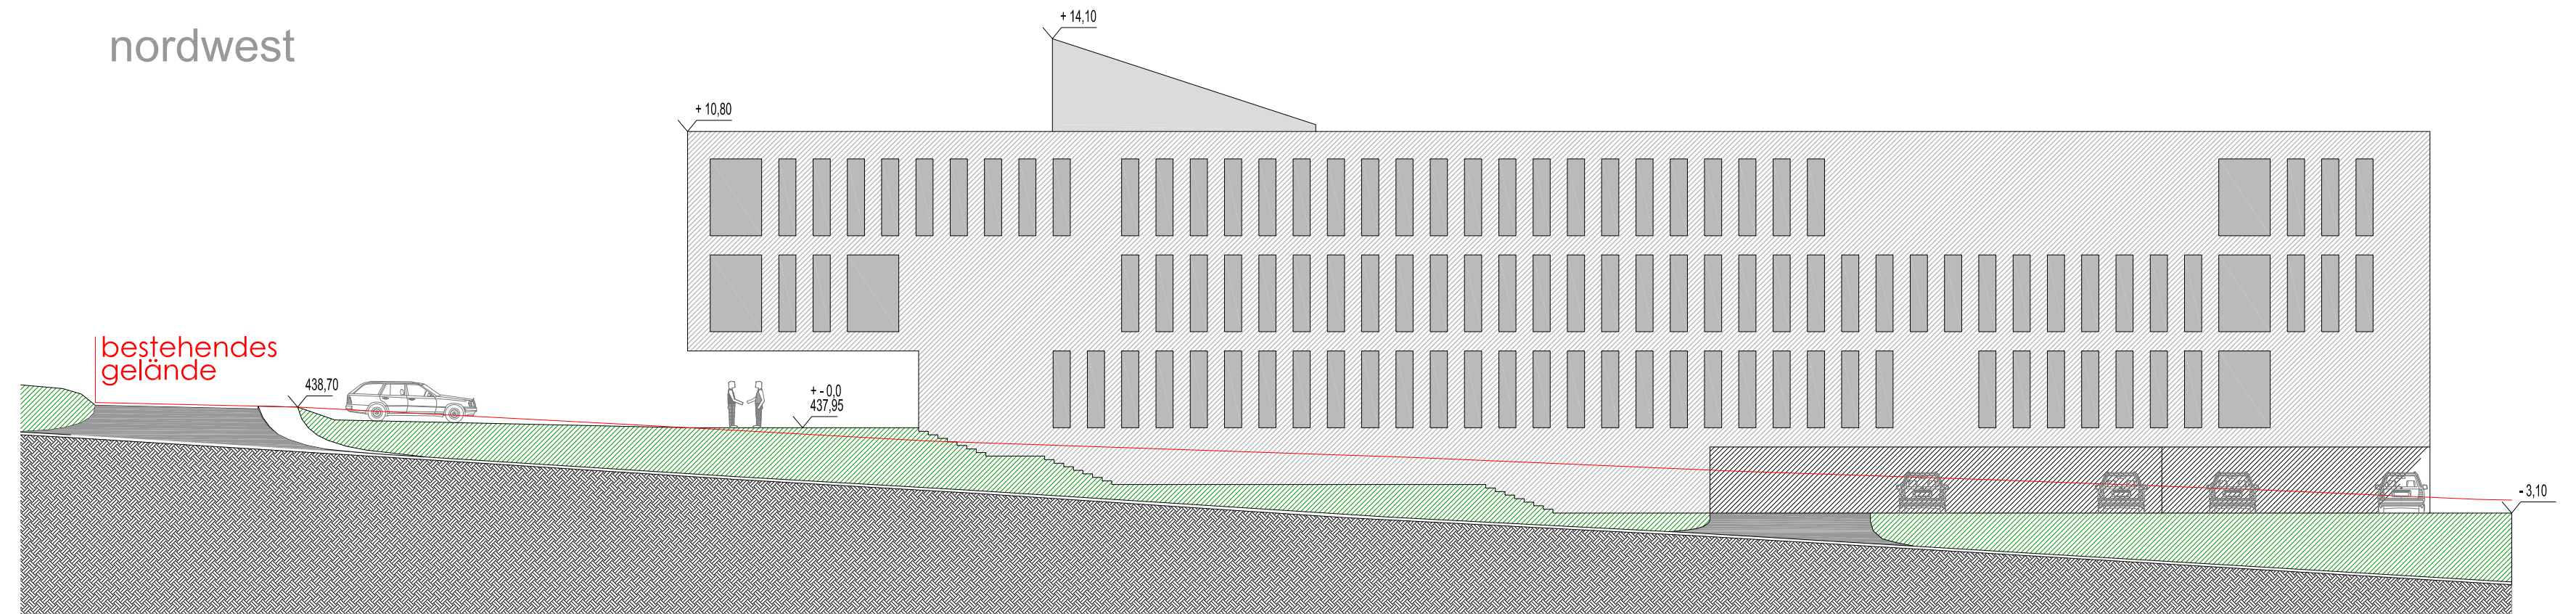 nordwest
+ 14,10
+ 10,80
bestehendes
gelände
438,70
+ - 0,0
437,95
- 3,10